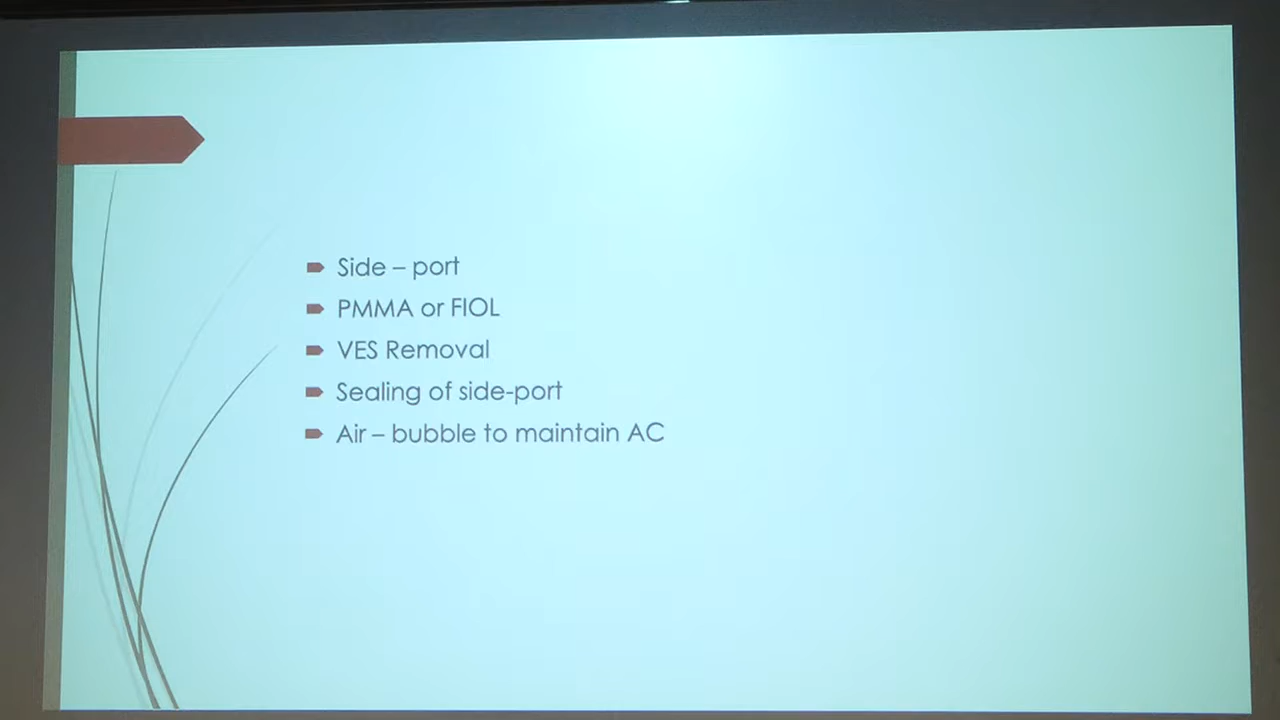 Side – port
PMMA or FIOL
VES Removal
Sealing of side-port
Air – bubble to maintain AC